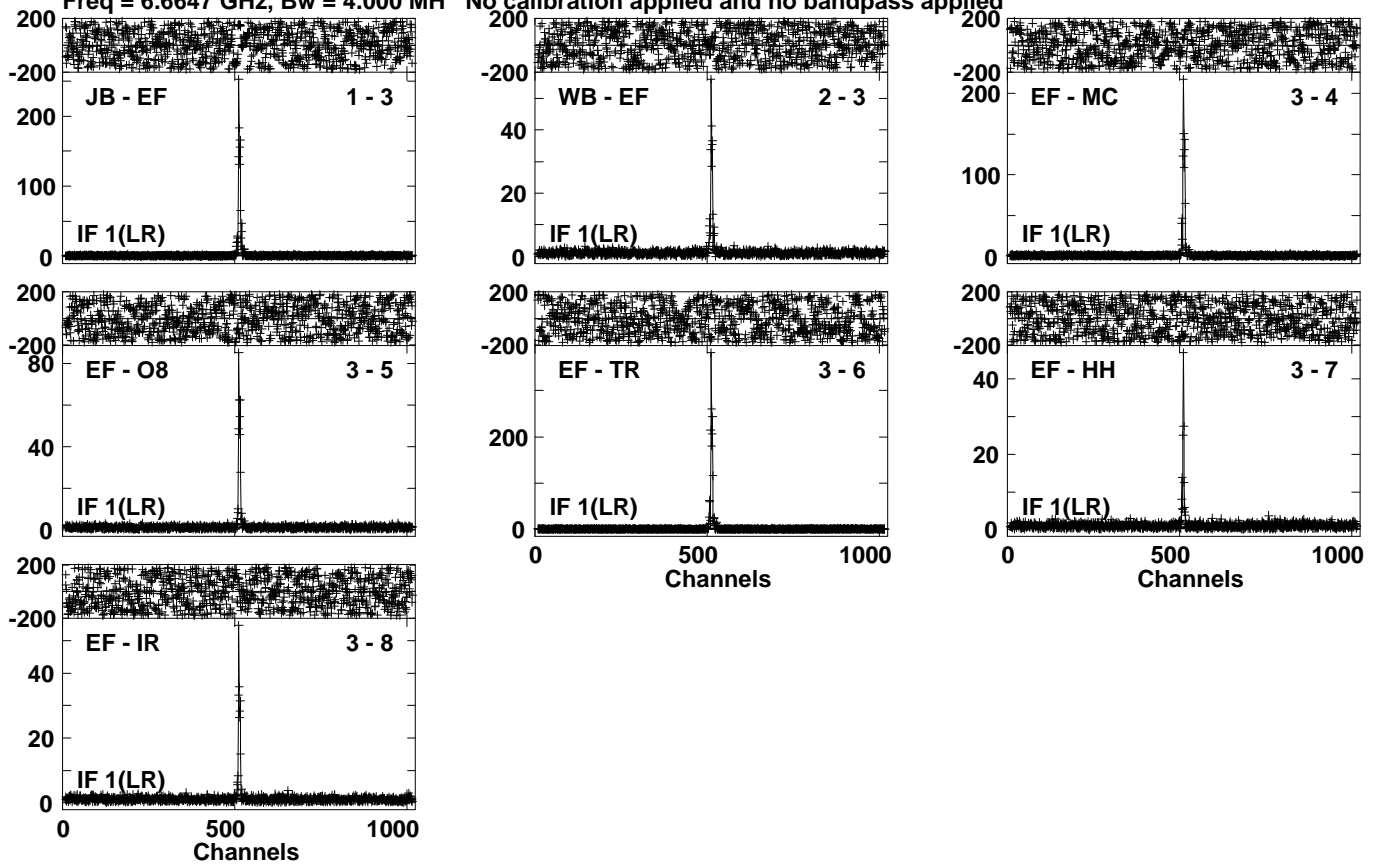 Freq = 6.6647 GHz, Bw = 4.000 MH No calibration applied and no bandpass applied
200
-200
200
100
0
JB - EF 1 - 3
IF 1(LR)
200
-200
40
20
0
WB - EF 2 - 3
IF 1(LR)
200
-200
200
100
0
EF - MC 3 - 4
IF 1(LR)
200
-200
80
40
0
EF - O8 3 - 5
IF 1(LR)
200
-200
200
0
EF - TR 3 - 6
IF 1(LR)
0 500 1000
Channels
200
-200
40
20
0
EF - HH 3 - 7
IF 1(LR)
0 500 1000
Channels
200
-200
40
20
0
EF - IR 3 - 8
IF 1(LR)
0 500 1000
Channels